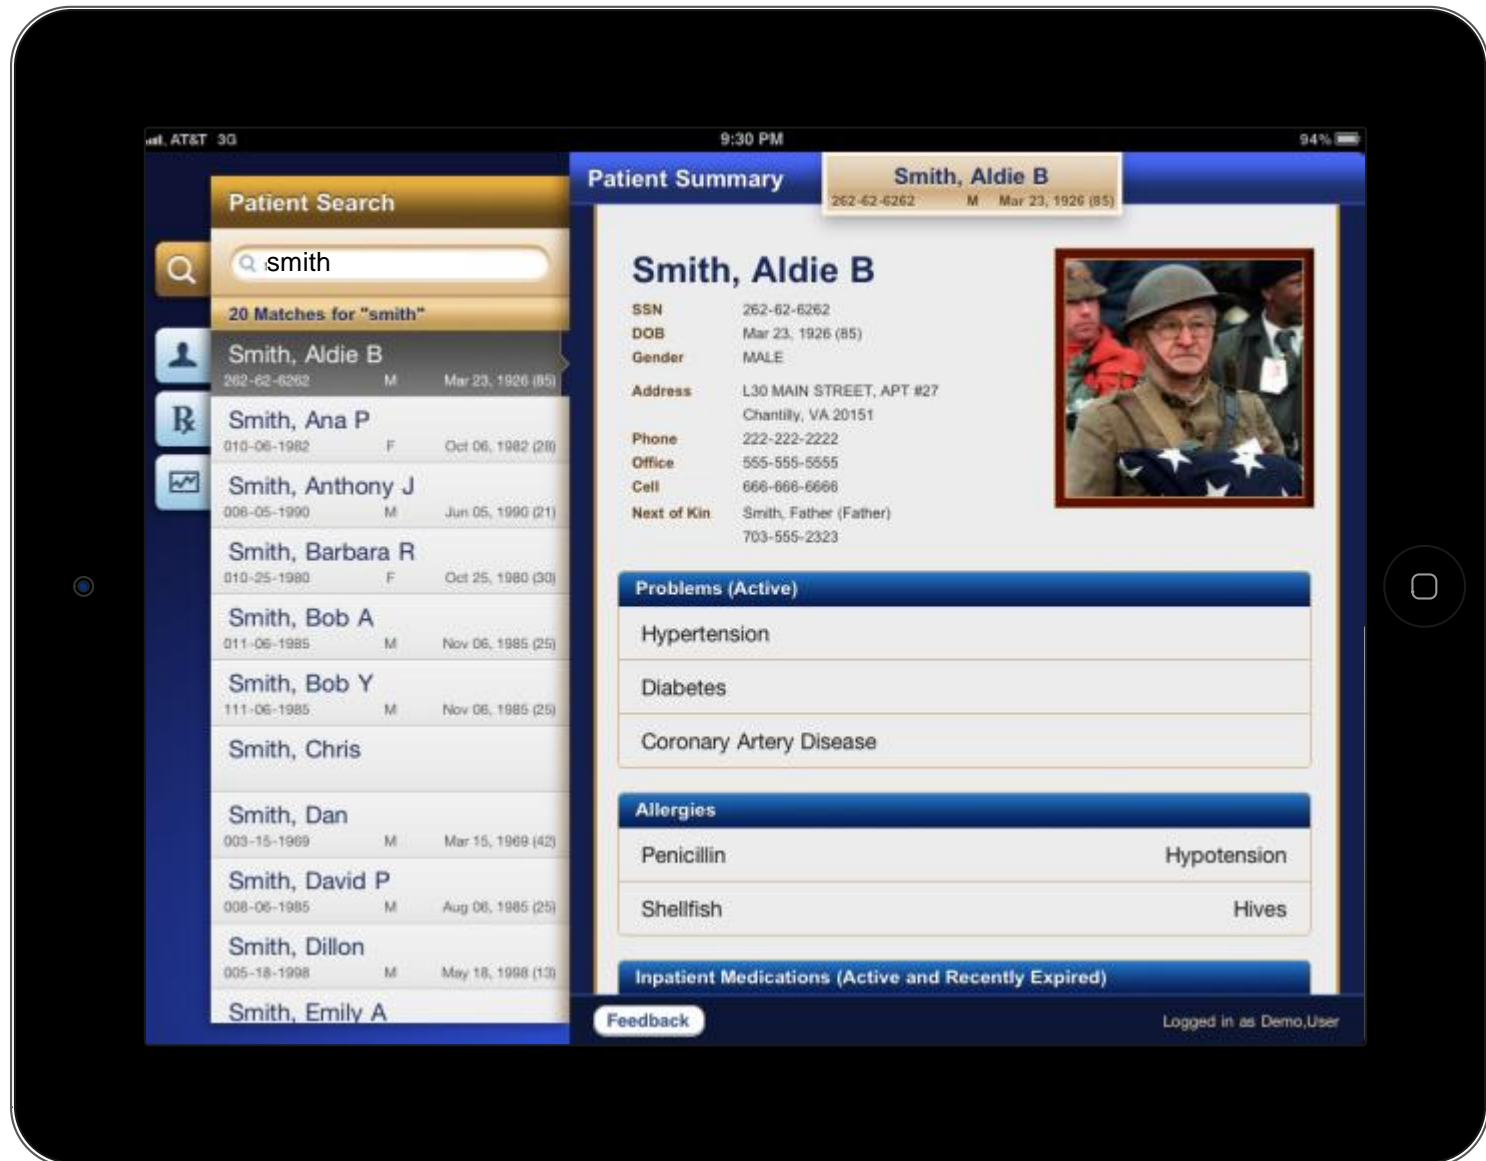 AT&T 3G 9:30 PM 94%
Patient Search
smith
20 Matches for "smith"
Smith, Aldie B
262-62-6262 M Mar 23, 1926 (85)
Smith, Ana P
010-06-1982 F Oct 06, 1982 (28)
Smith, Anthony J
006-05-1990 M Jun 05, 1990 (21)
Smith, Barbara R
010-25-1980 F Oct 25, 1980 (30)
Smith, Bob A
011-06-1985 M Nov 06, 1985 (25)
Smith, Bob Y
111-06-1985 M Nov 06, 1985 (25)
Smith, Chris
Smith, Dan
003-15-1969 M Mar 15, 1969 (42)
Smith, David P
008-06-1985 M Aug 06, 1985 (25)
Smith, Dillon
005-18-1998 M May 18, 1998 (13)
Smith, Emily A
Patient Summary
Smith, Aldie B
262-62-6262 M Mar 23, 1926 (85)
Smith, Aldie B
SSN 262-62-6262
DOB Mar 23, 1926 (85)
Gender MALE
Address L30 MAIN STREET, APT #27
Chantilly, VA 20151
Phone 222-222-2222
Office 555-555-5555
Cell 666-666-6666
Next of Kin Smith, Father (Father)
703-555-2323
Problems (Active)
Hypertension
Diabetes
Coronary Artery Disease
Allergies
Penicillin Hypotension
Shellfish Hives
Inpatient Medications (Active and Recently Expired)
Feedback Logged in as Demo,User